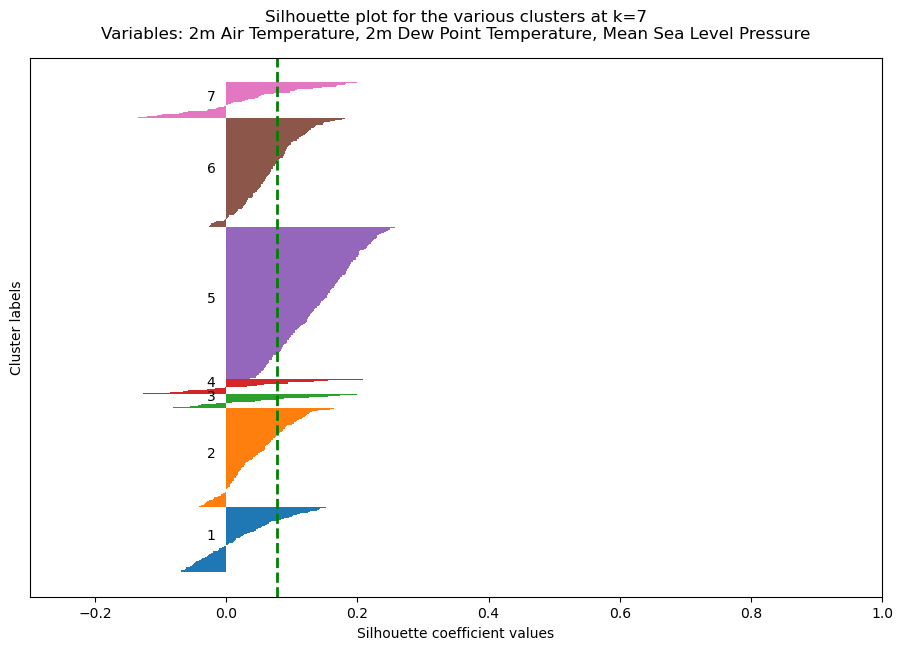 Silhouette plot for the various clusters at k=7
Variables: 2m Air Temperature, 2m Dew Point Temperature, Mean Sea Level Pressure
7
6
5
4
3
2
1
Cluster labels
−0.2 0.0 0.2 0.4 0.6 0.8 1.0
Silhouette coefficient values